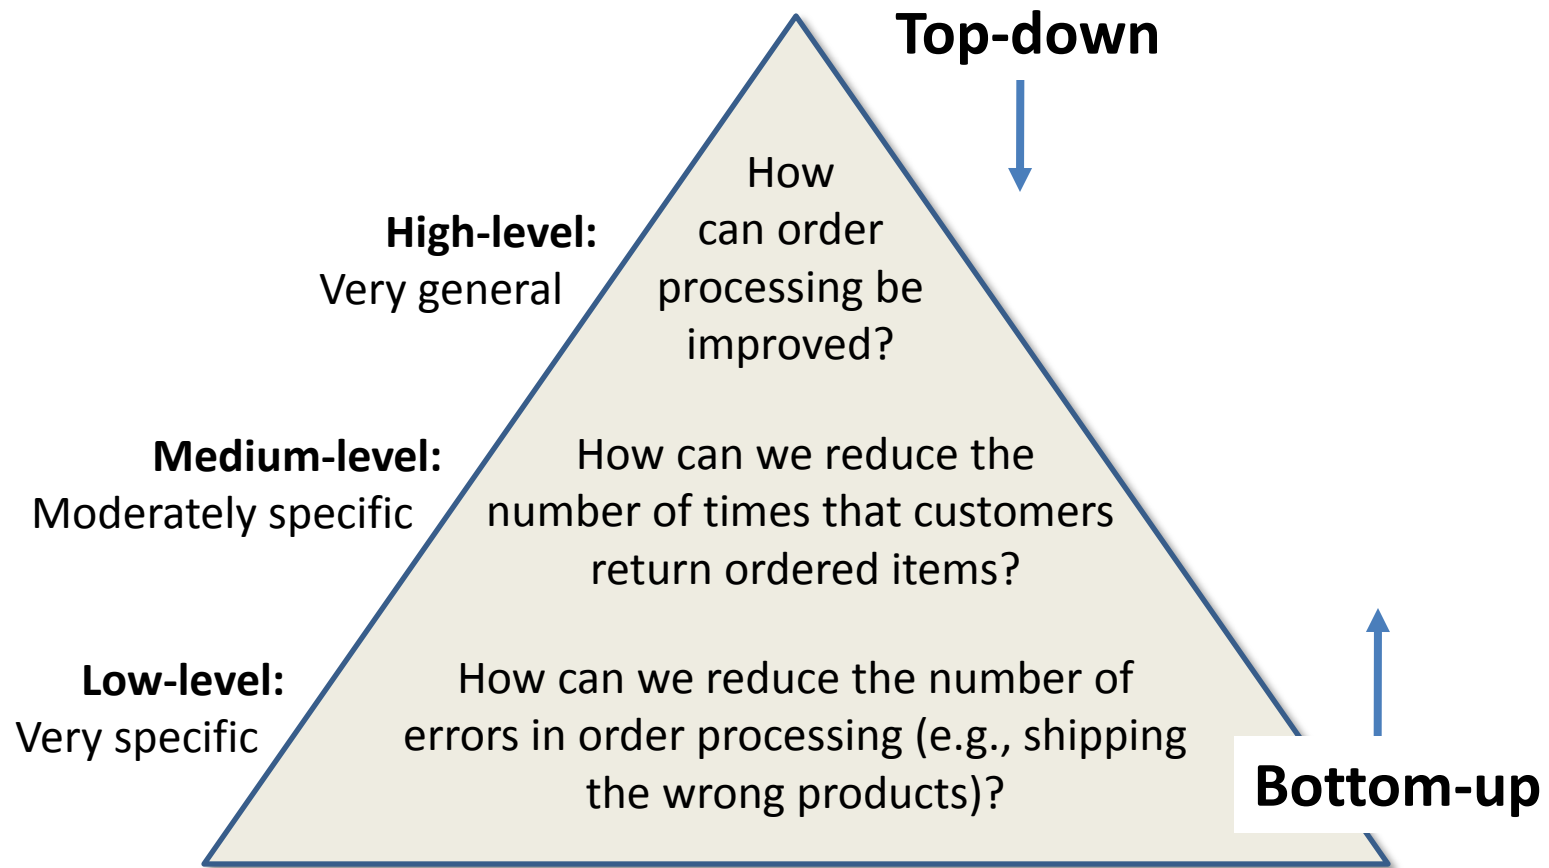 Top-down
How
can order
processing be
improved?
High-level:
Very general
Medium-level:
Moderately specific
How can we reduce the
number of times that customers
return ordered items?
Low-level:
Very specific
How can we reduce the number of
errors in order processing (e.g., shipping
the wrong products)?
Bottom-up